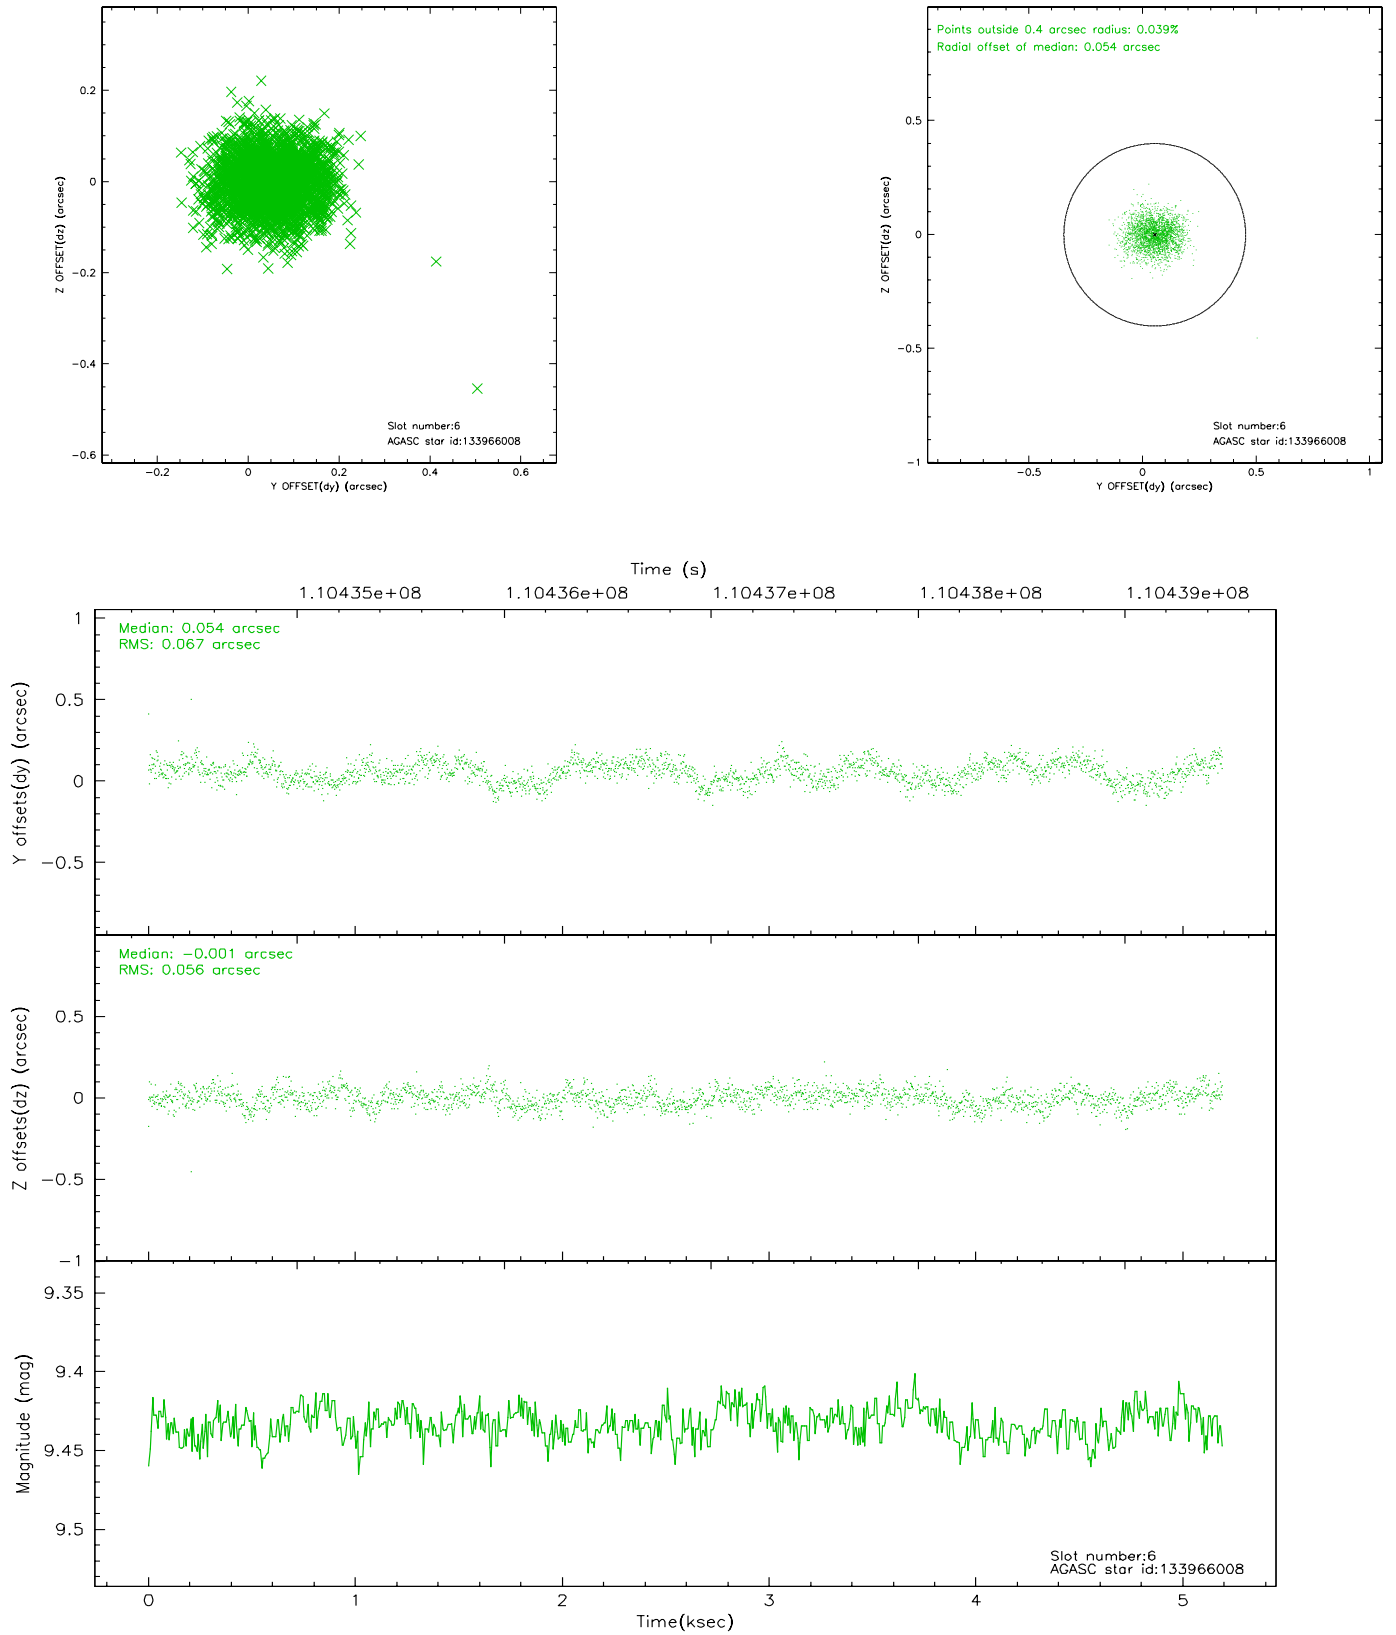 0.2
0
-0.2
-0.4
-0.6
Z OFFSET(dz) (arcsec)
Slot number:6
AGASC star id:133966008
-0.2 0 0.2 0.4 0.6
Y OFFSET(dy) (arcsec)
Points outside 0.4 arcsec radius: 0.039%
Radial offset of median: 0.054 arcsec
0.5
0
-0.5
-1
Z OFFSET(dz) (arcsec)
Slot number:6
AGASC star id:133966008
-0.5 0 0.5 1
Y OFFSET(dy) (arcsec)
Time (s)
1.10435e+08 1.10436e+08 1.10437e+08 1.10438e+08 1.10439e+08
Median: 0.054 arcsec
RMS: 0.067 arcsec
1
0.5
0
-0.5
Y offsets(dy) (arcsec)
Median: -0.001 arcsec
RMS: 0.056 arcsec
0.5
0
-0.5
-1
Z offsets(dz) (arcsec)
9.35
9.4
9.45
9.5
Magnitude (mag)
Slot number:6
AGASC star id:133966008
0 1 2 3 4 5
Time(ksec)